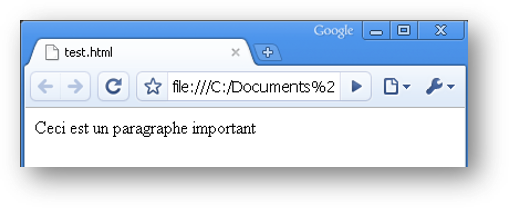 Google
test.html
file:///C:/Documents%2
Ceci est un paragraphe important